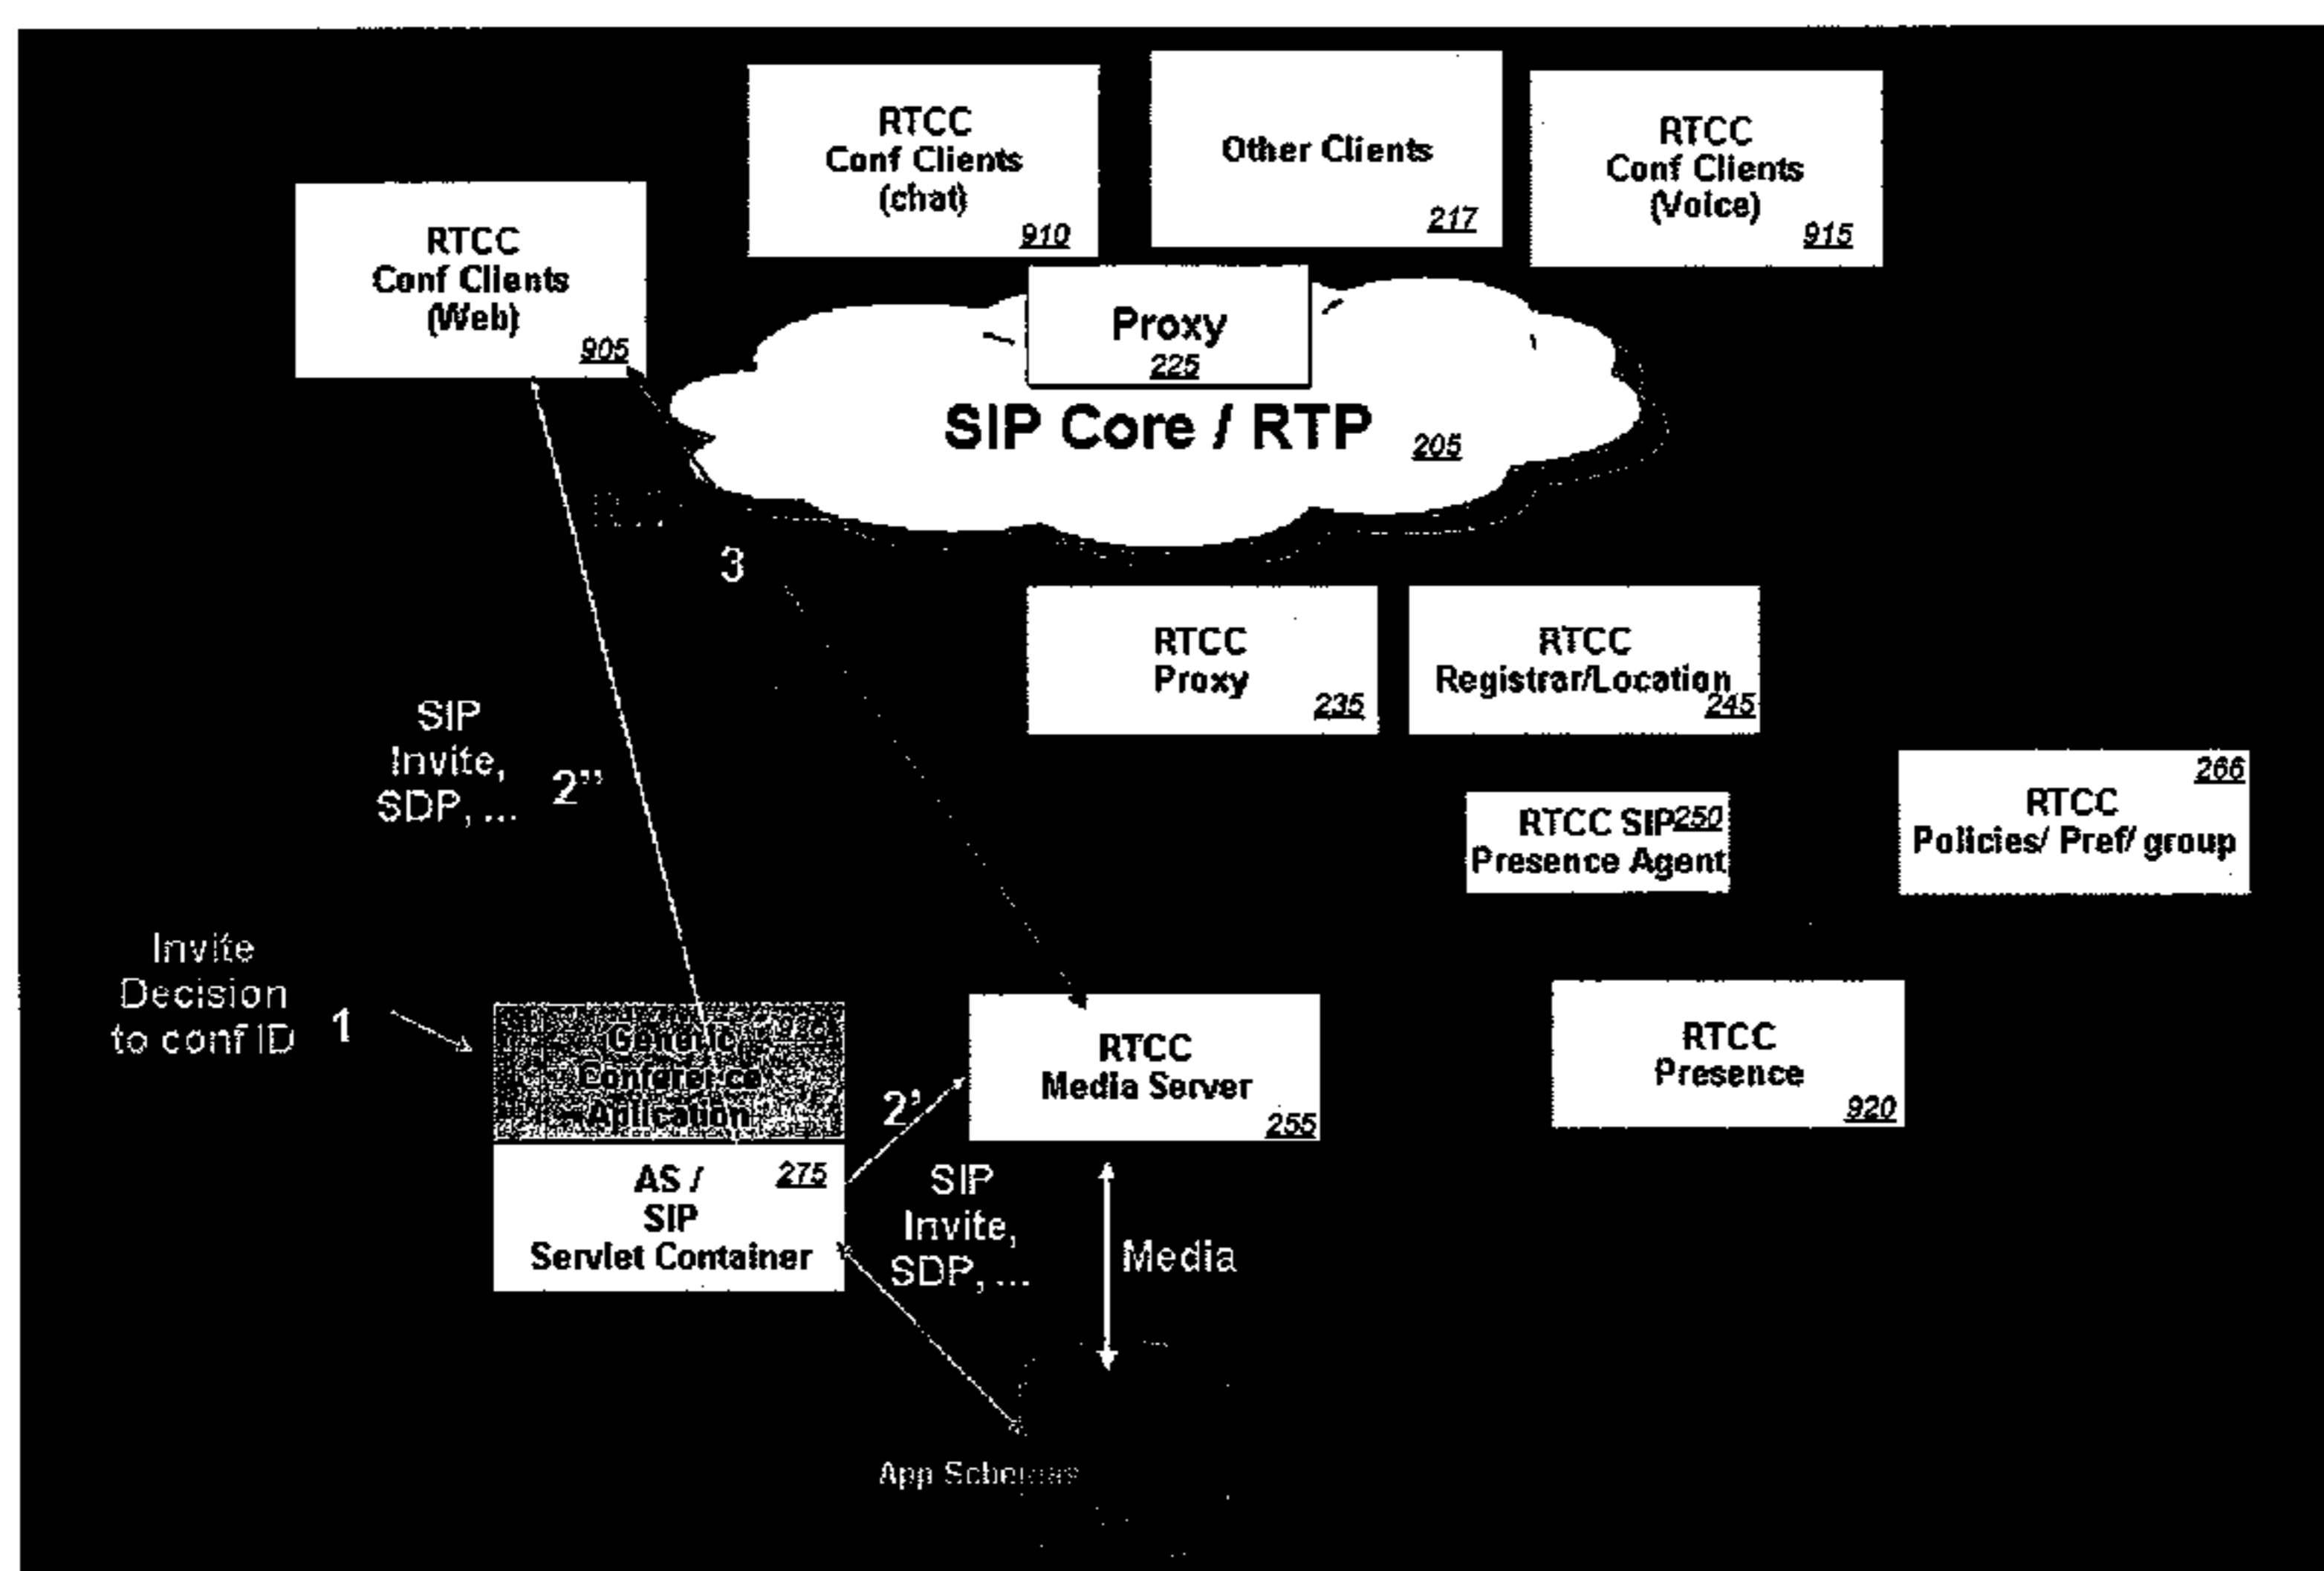 RTCC
Conf Clients
(chat)
910
Other Clients
217
RTCC
Conf Clients
(Voice)
915
RTCC
Conf Clients
(Web)
905
Proxy
225
SIP Core / RTP
205
3
RTCC
Proxy
235
RTCC
Registrar/Location
245
SIP
Invite,
SDP, ...
2''
266
RTCC
Policies/ Pref/ group
RTCC SIP
250
Presence Agent
Invite
Decision
to conf ID
1
Generic
Conference
Aplication
2'
RTCC
Media Server
255
RTCC
Presence
920
275
AS /
SIP
Servlet Container
SIP
Invite,
SDP, ...
Media
App